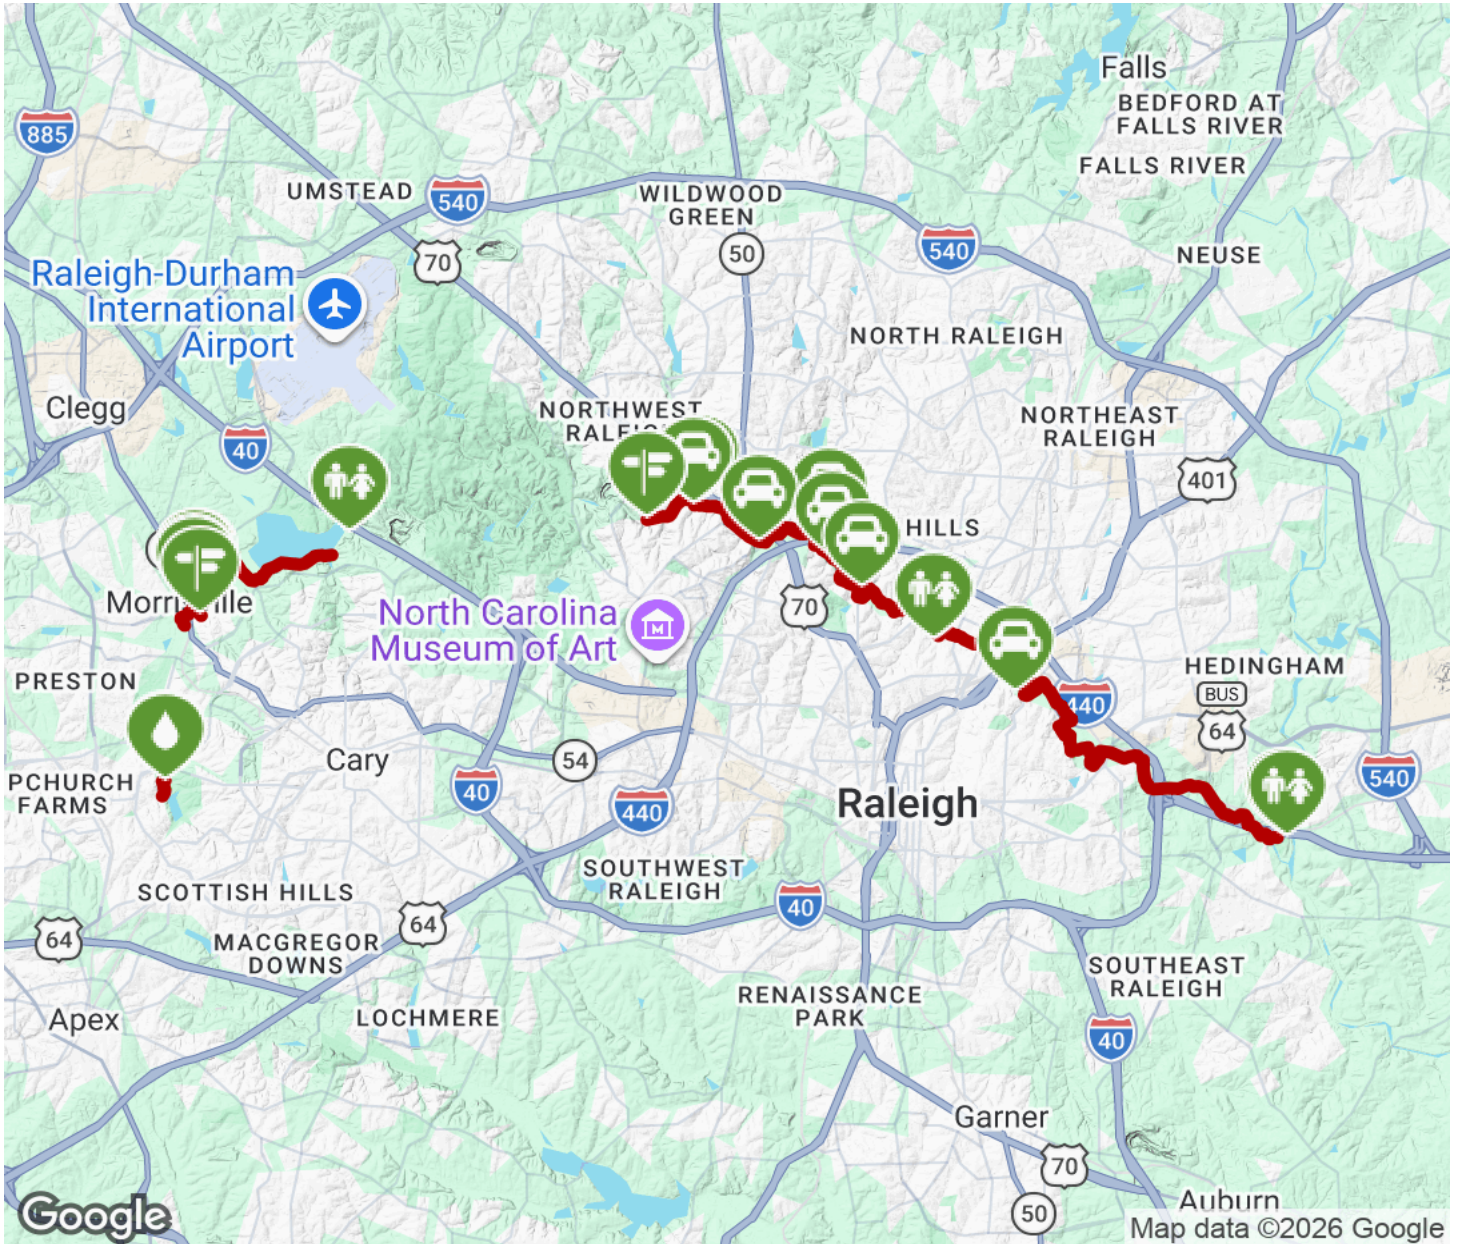 Falls
BEDFORD AT
FALLS RIVER
885
FALLS RIVER
UMSTEAD
540
WILDWOOD
GREEN
50
540
NEUSE
70
Raleigh-Durham
International
Airport
NORTH RALEIGH
Clegg
NORTHWEST
NORTHEAST
RALEIGH
40
401
HILLS
70
North Carolina
Museum of Art
PRESTON
HEDINGHAM
440
BUS
64
Cary
54
PCHURCH
FARMS
40
440
Raleigh
540
SOUTHWEST
RALEIGH
SCOTTISH HILLS
40
64
64
MACGREGOR
DOWNS
SOUTHEAST
RALEIGH
RENAISSANCE
PARK
Apex
LOCHMERE
40
Garner
70
Auburn
50
Google
Map data ©2026 Google